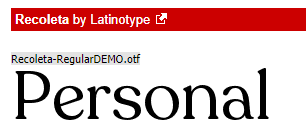 Recoleta by Latinotype
Recoleta-RegularDEMO.otf
Personal